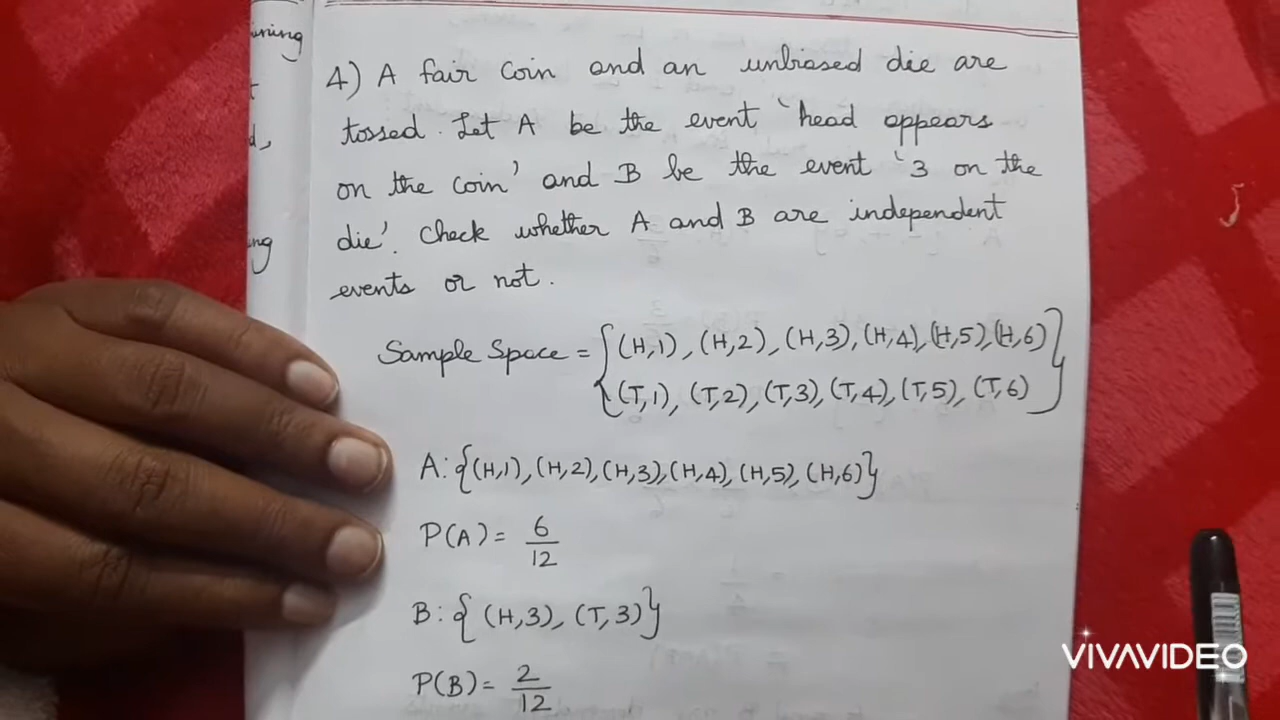 ening
4) A fair coin and an unbiased die are
tossed. Let A be the event 'head appears
on the coin' and B be the event '3 on the
die'. Check whether A and B are independent
events or not.
Sample Space = {(H,1), (H,2), (H,3), (H,4), (H,5), (H,6)
(T,1), (T,2), (T,3), (T,4), (T,5), (T,6)}
A: {(H,1), (H,2), (H,3), (H,4), (H,5), (H,6)}
P(A) = 6/12
B: {(H,3), (T,3)}
P(B) = 2/12
VIVAVIDEO